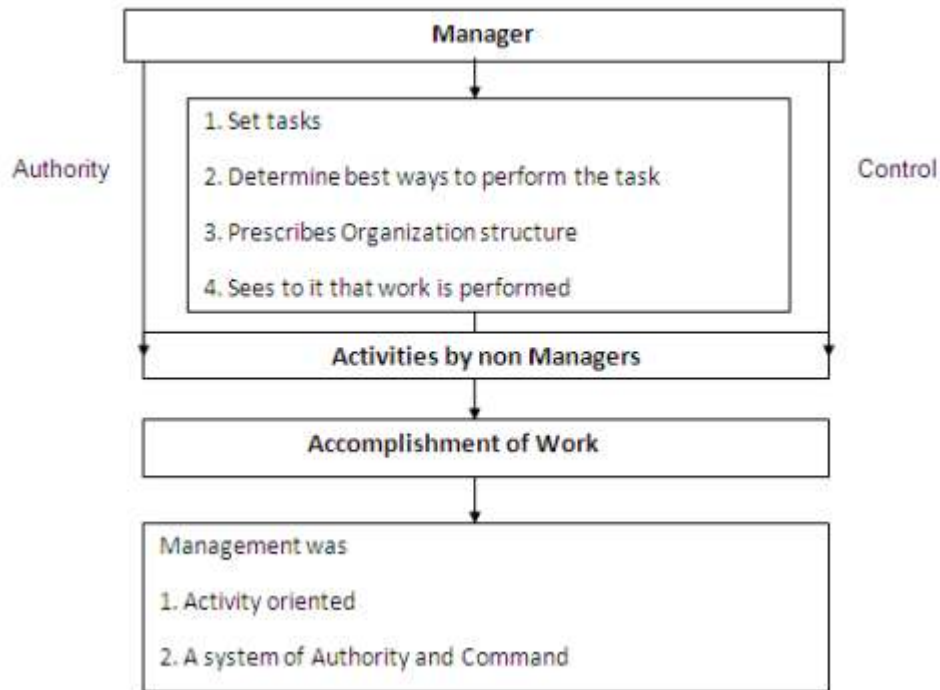 Manager
1. Set tasks
2. Determine best ways to perform the task
3. Prescribes Organization structure
4. Sees to it that work is performed
Authority
Control
Activities by non Managers
Accomplishment of Work
Management was
1. Activity oriented
2. A system of Authority and Command